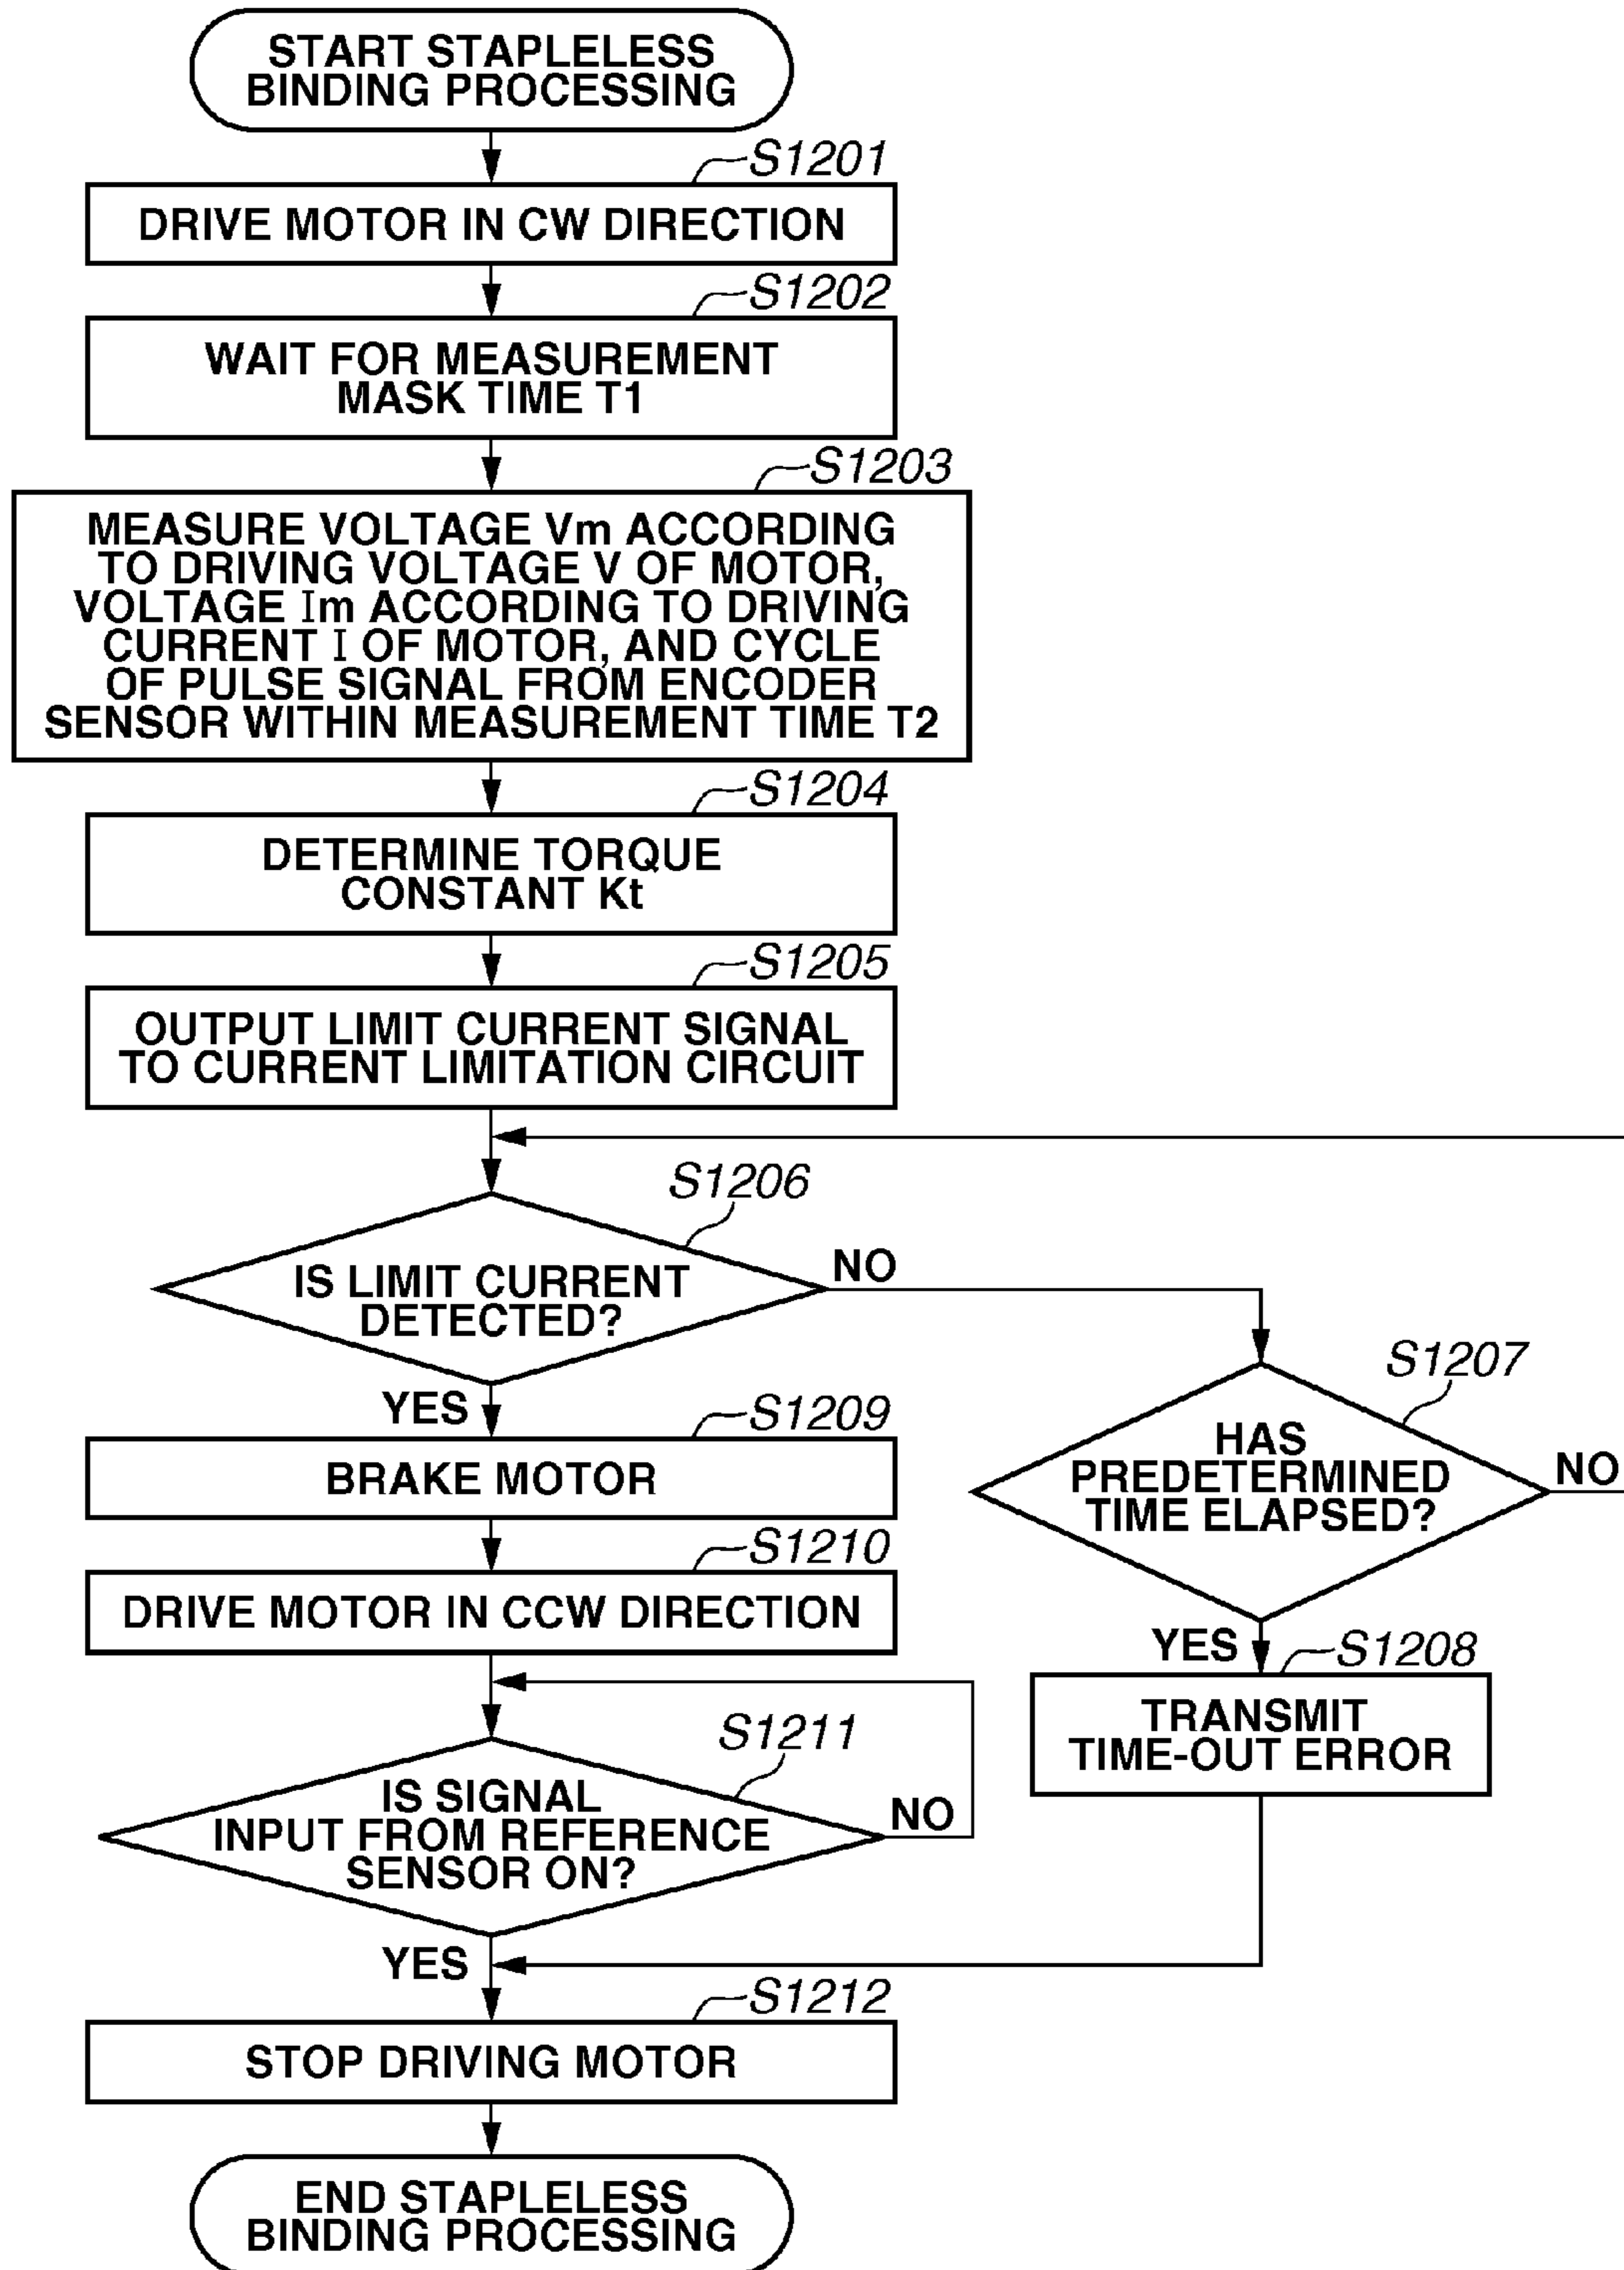 START STAPLELESS
BINDING PROCESSING
S1201
DRIVE MOTOR IN CW DIRECTION
S1202
WAIT FOR MEASUREMENT
MASK TIME T1
S1203
MEASURE VOLTAGE Vm ACCORDING
TO DRIVING VOLTAGE V OF MOTOR,
VOLTAGE Im ACCORDING TO DRIVING
CURRENT I OF MOTOR, AND CYCLE
OF PULSE SIGNAL FROM ENCODER
SENSOR WITHIN MEASUREMENT TIME T2
S1204
DETERMINE TORQUE
CONSTANT Kt
S1205
OUTPUT LIMIT CURRENT SIGNAL
TO CURRENT LIMITATION CIRCUIT
S1206
IS LIMIT CURRENT
DETECTED?
NO
YES
S1207
HAS
PREDETERMINED
TIME ELAPSED?
NO
YES
S1208
TRANSMIT
TIME-OUT ERROR
S1209
BRAKE MOTOR
S1210
DRIVE MOTOR IN CCW DIRECTION
S1211
IS SIGNAL
INPUT FROM REFERENCE
SENSOR ON?
NO
YES
S1212
STOP DRIVING MOTOR
END STAPLELESS
BINDING PROCESSING